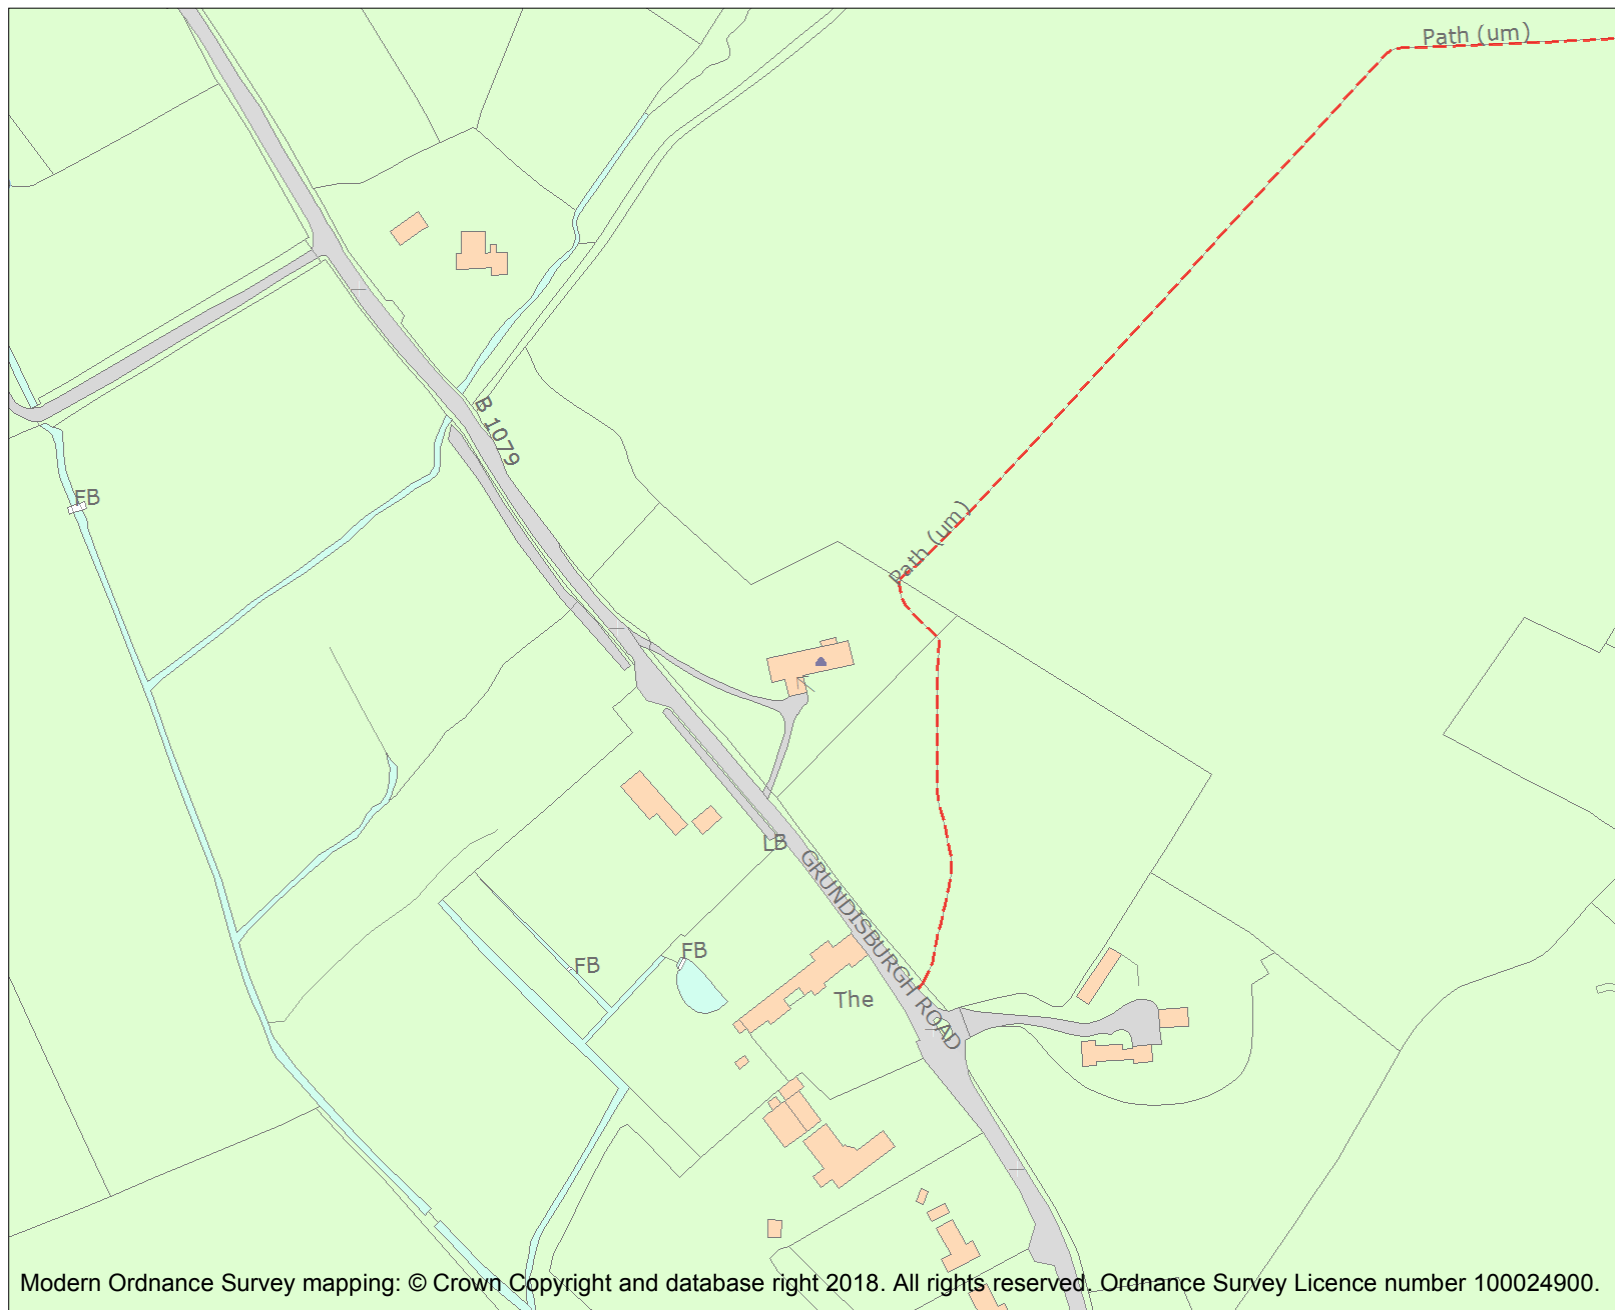 Path (um)
B 1079
FB
Path (um)
LB
GRUNDISBURGH ROAD
FB
FB
The
Modern Ordnance Survey mapping: © Crown Copyright and database right 2018. All rights reserved. Ordnance Survey Licence number 100024900.